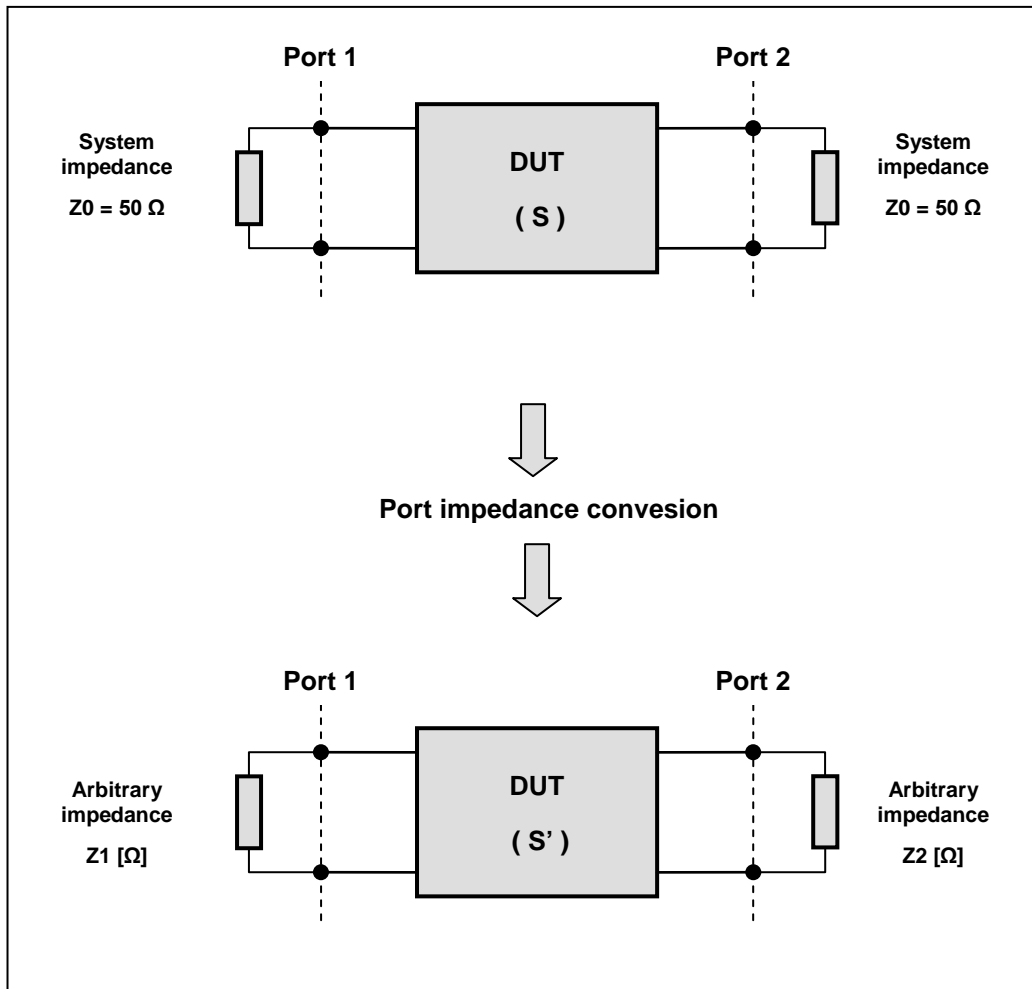 Port 1
Port 2
System
impedance
Z0 = 50 Ω
DUT
( S )
System
impedance
Z0 = 50 Ω
Port impedance convesion
Port 1
Port 2
Arbitrary
impedance
Z1 [Ω]
DUT
( S’ )
Arbitrary
impedance
Z2 [Ω]